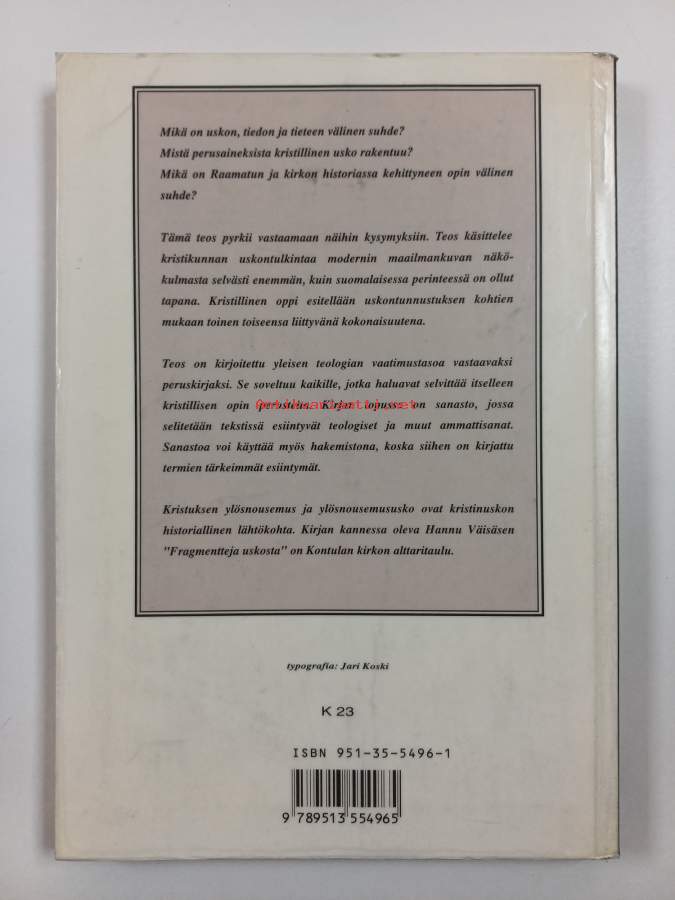 Mikä on uskon, tiedon ja tieteen välinen suhde?
Mistä perusaineksista kristillinen usko rakentuu?
Mikä on Raamatun ja kirkon historiassa kehittyneen opin välinen
suhde?
Tämä teos pyrkii vastaamaan näihin kysymyksiin. Teos käsittelee
kristikunnan uskontulkintaa modernin maailmankuvan näkö-
kulmasta selvästi enemmän, kuin suomalaisessa perinteessä on ollut
tapana. Kristillinen oppi esitellään uskontunnustuksen kohtien
mukaan toinen toiseensa liittyvänä kokonaisuutena.
Teos on kirjoitettu yleisen teologian vaatimustasoa vastaavaksi
peruskirjaksi. Se soveltuu kaikille, jotka haluavat selvittää itselleen
kristillisen opin perusteita. Kirjan lopussa on sanasto, jossa
selitetään tekstissä esiintyvät teologiset ja muut ammattisanat.
Sanastoa voi käyttää myös hakemistona, koska siihen on kirjattu
termien tärkeimmät esiintymät.
Kristuksen ylösnousemus ja ylösnousemususko ovat kristinuskon
historiallinen lähtökohta. Kirjan kannessa oleva Hannu Väisäsen
"Fragmentteja uskosta" on Kontulan kirkon alttaritaulu.
typografia: Jari Koski
K 23
ISBN 951-35-5496-1
9 789513 554965